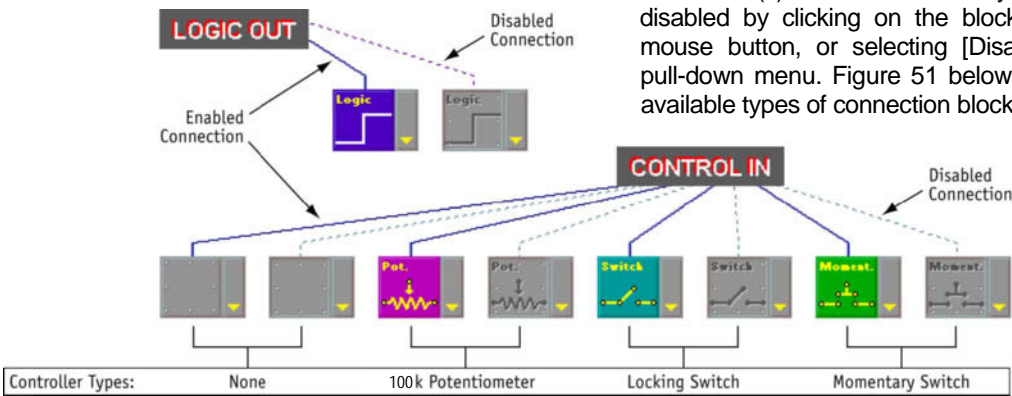 disabled by clicking on the block
mouse button, or selecting [Disa
pull-down menu. Figure 51 below
available types of connection block
LOGIC OUT
Disabled
Connection
Logic
Logic
Enabled
Connection
CONTROL IN
Disabled
Connection
Pot.
Pot.
Switch
Switch
Moment.
Moment.
Controller Types: None 100k Potentiometer Locking Switch Momentary Switch